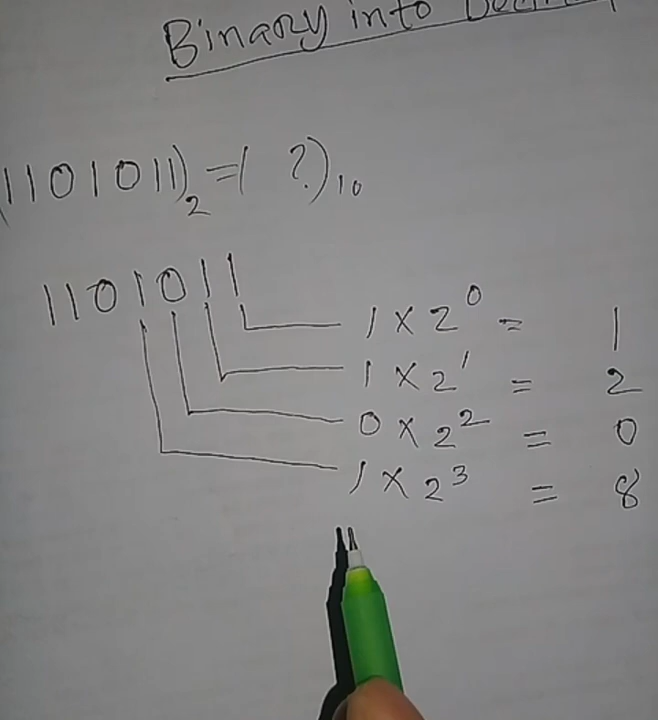 Binary into
(1101011)₂ = ( ?)₁₀
1101011
1 × 2⁰ = 1
1 × 2¹ = 2
0 × 2² = 0
1 × 2³ = 8